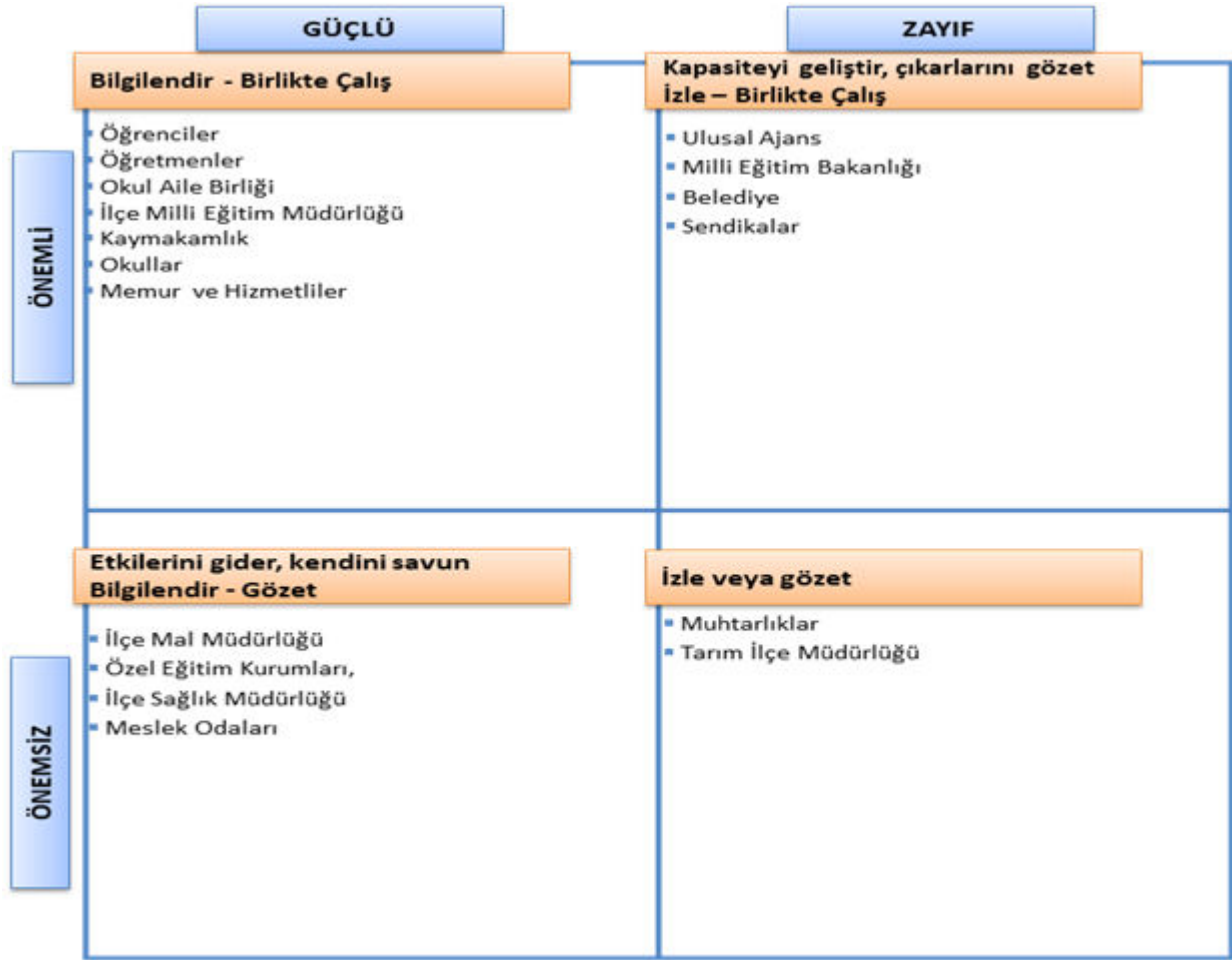 GÜÇLÜ
ZAYIF
ÖNEMLİ
Bilgilendir - Birlikte Çalış
Öğrenciler
Öğretmenler
Okul Aile Birliği
İlçe Milli Eğitim Müdürlüğü
Kaymakamlık
Okullar
Memur ve Hizmetliler
Kapasiteyi geliştir, çıkarlarını gözet
İzle – Birlikte Çalış
Ulusal Ajans
Milli Eğitim Bakanlığı
Belediye
Sendikalar
ÖNEMSİZ
Etkilerini gider, kendini savun
Bilgilendir - Gözet
İlçe Mal Müdürlüğü
Özel Eğitim Kurumları,
İlçe Sağlık Müdürlüğü
Meslek Odaları
İzle veya gözet
Muhtarlıklar
Tarım İlçe Müdürlüğü